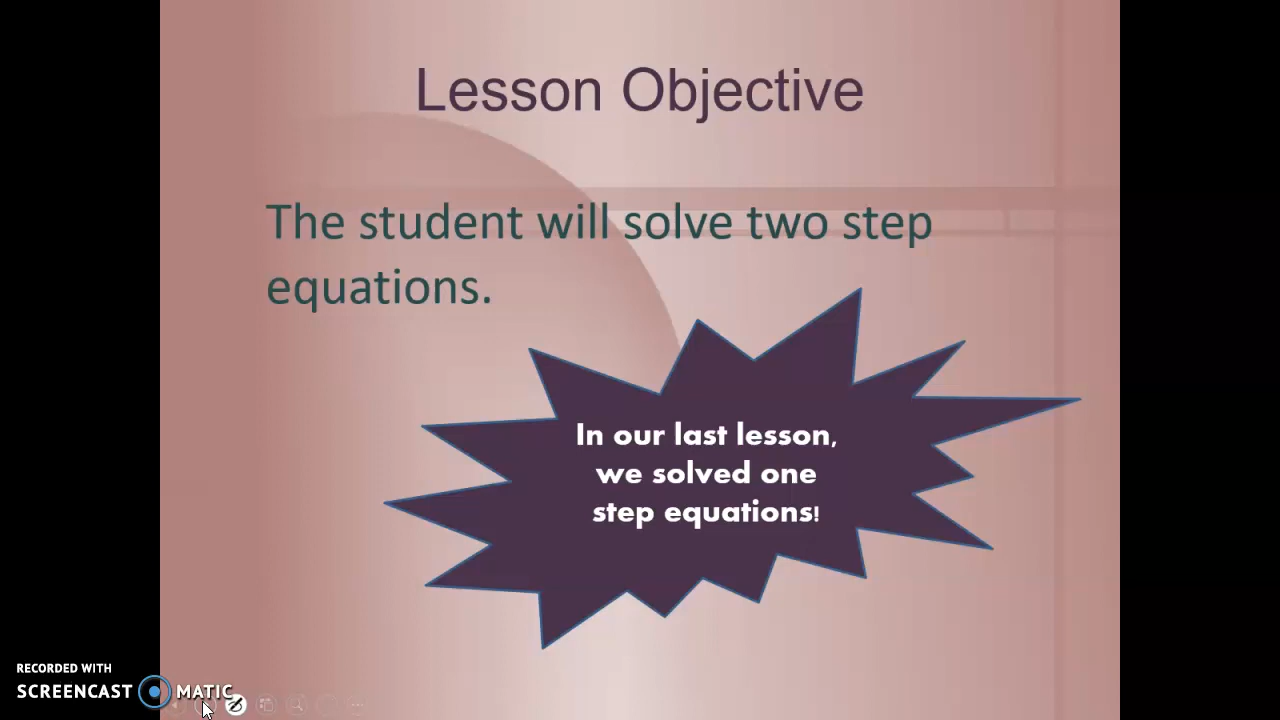 Lesson Objective
The student will solve two step
equations.
In our last lesson,
we solved one
step equations!
RECORDED WITH
SCREENCAST MATIC